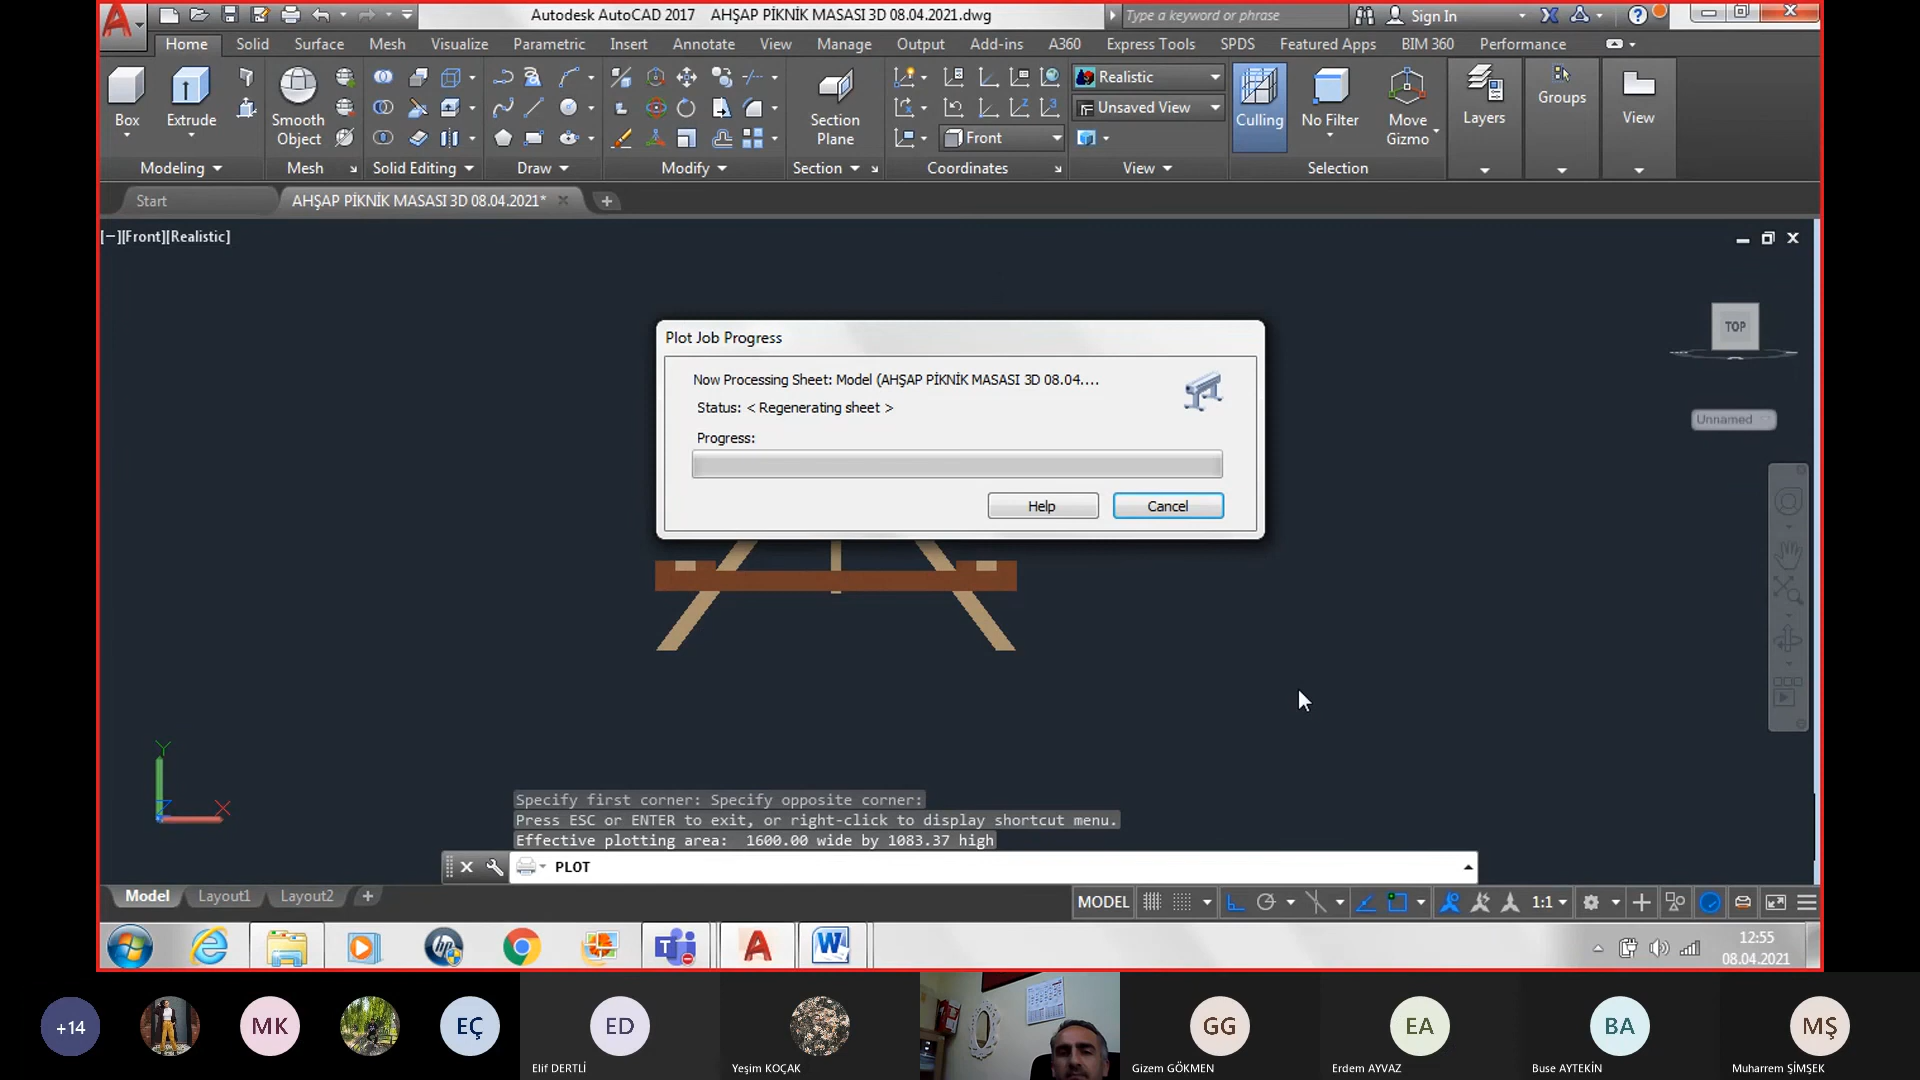 Autodesk AutoCAD 2017 AHŞAP PİKNİK MASASI 3D 08.04.2021.dwg
Type a keyword or phrase
Sign In
Home Solid Surface Mesh Visualize Parametric Insert Annotate View Manage Output Add-ins A360 Express Tools SPDS Featured Apps BIM 360 Performance
Realistic
Unsaved View
Front
Box
Extrude
Smooth Object
Section Plane
Culling
No Filter
Move Gizmo
Layers
Groups
View
Modeling
Mesh
Solid Editing
Draw
Modify
Section
Coordinates
View
Selection
Start
AHŞAP PİKNİK MASASI 3D 08.04.2021*
[−][Front][Realistic]
TOP
Unnamed
Plot Job Progress
Now Processing Sheet: Model (AHŞAP PİKNİK MASASI 3D 08.04....
Status: < Regenerating sheet >
Progress:
Help
Cancel
Y
X
Z
Specify first corner: Specify opposite corner:
Press ESC or ENTER to exit, or right-click to display shortcut menu.
Effective plotting area: 1600.00 wide by 1083.37 high
PLOT
Model Layout1 Layout2
MODEL
1:1
12:55
08.04.2021
+14
MK
EÇ
ED
GG
EA
BA
MŞ
Elif DERTLİ
Yeşim KOÇAK
Gizem GÖKMEN
Erdem AYVAZ
Buse AYTEKİN
Muharrem ŞİMŞEK